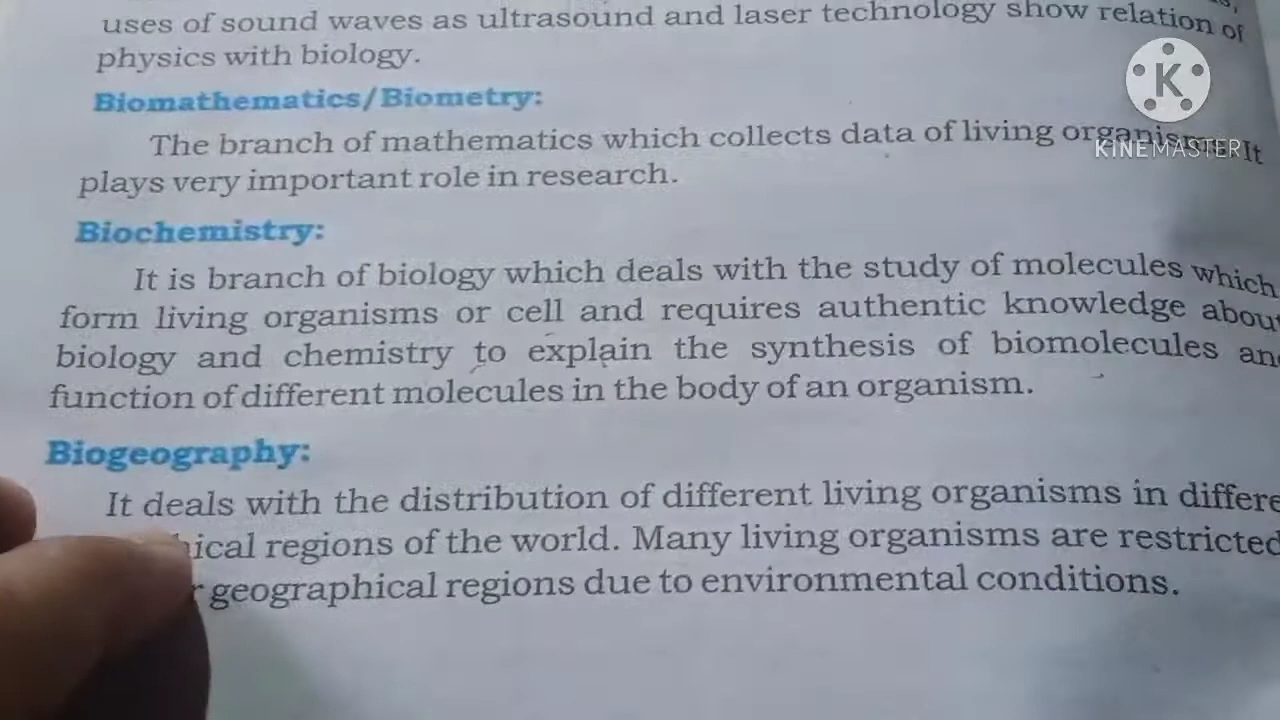 uses of sound waves as ultrasound and laser technology show relation of
physics with biology.
Biomathematics/Biometry:
The branch of mathematics which collects data of living It
plays very important role in research.
Biochemistry:
It is branch of biology which deals with the study of molecules which
form living organisms or cell and requires authentic knowledge about
biology and chemistry to explain the synthesis of biomolecules
function of different molecules in the body of an organism.
Biogeography:
It deals with the distribution of different living organisms in
regions of the world. Many living organisms are restricted
geographical regions due to environmental conditions.
K
KINEMASTER